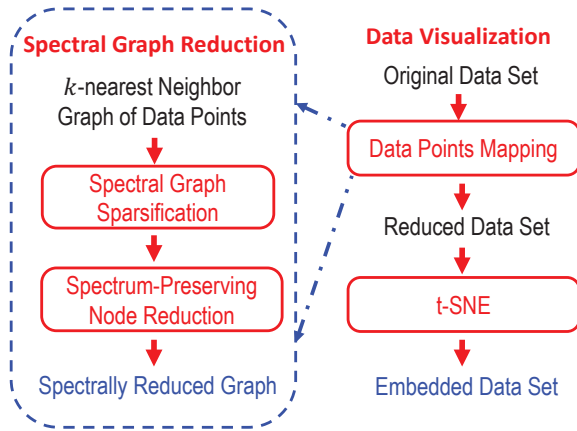 Spectral Graph Reduction
k-nearest Neighbor
Graph of Data Points
Spectral Graph
Sparsification
Spectrum-Preserving
Node Reduction
Spectrally Reduced Graph
Data Visualization
Original Data Set
Data Points Mapping
Reduced Data Set
t-SNE
Embedded Data Set